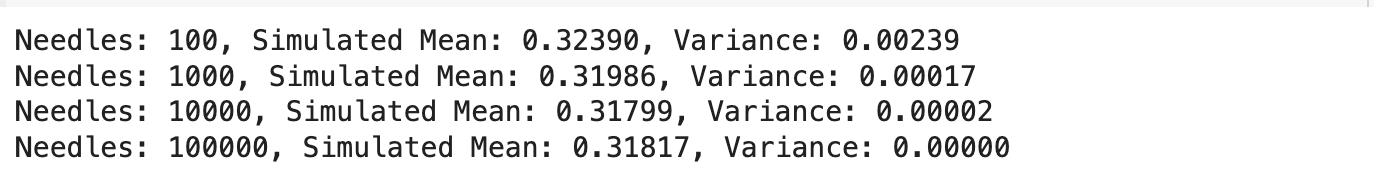 Needles: 100, Simulated Mean: 0.32390, Variance: 0.00239
Needles: 1000, Simulated Mean: 0.31986, Variance: 0.00017
Needles: 10000, Simulated Mean: 0.31799, Variance: 0.00002
Needles: 100000, Simulated Mean: 0.31817, Variance: 0.00000